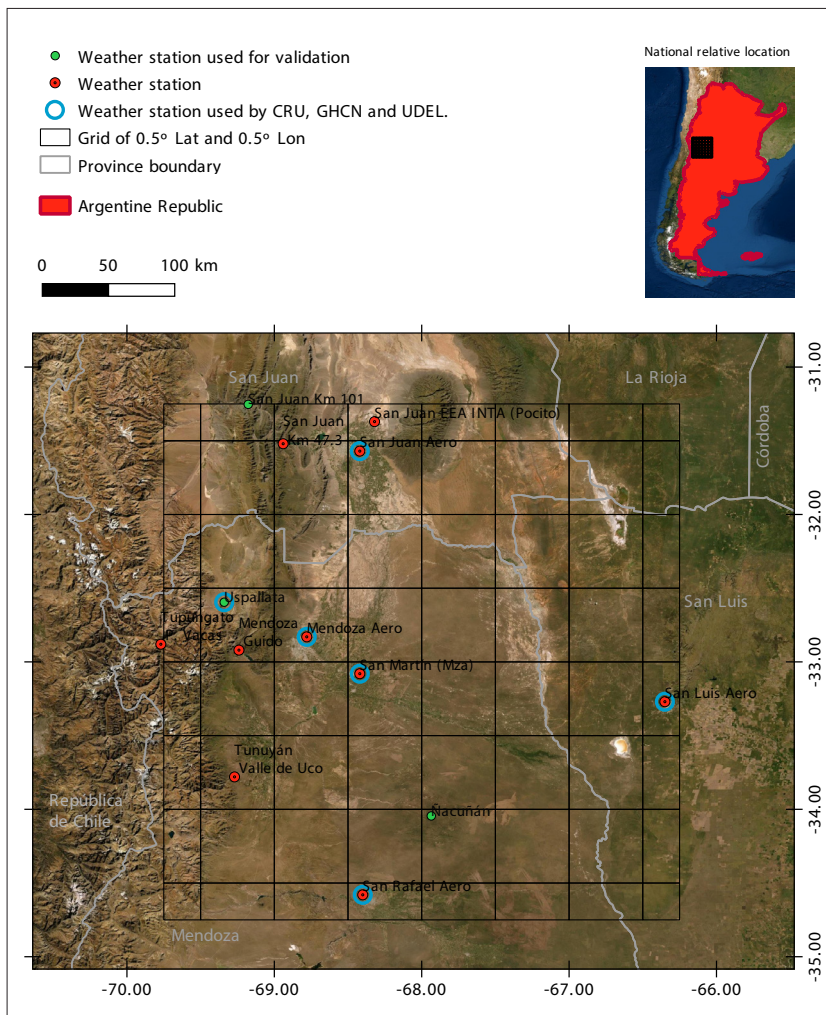 Weather station used for validation
Weather station
Weather station used by CRU, GHCN and UDEL.
Grid of 0.5º Lat and 0.5º Lon
Province boundary
Argentine Republic
0 50 100 km
National relative location
San Juan
La Rioja
San Juan Km 101
San Juan
Km 47.3
San Juan EEA INTA (Pocito)
San Juan Aero
Córdoba
Uspallata
Tupungato
P. Vacas
Mendoza
Guido
Mendoza Aero
San Luis
San Martín (Mza)
San Luis Aero
Tunuyán
Valle de Uco
República
de Chile
Ñacuñán
San Rafael Aero
Mendoza
-31.00
-32.00
-33.00
-34.00
-35.00
-70.00 -69.00 -68.00 -67.00 -66.00